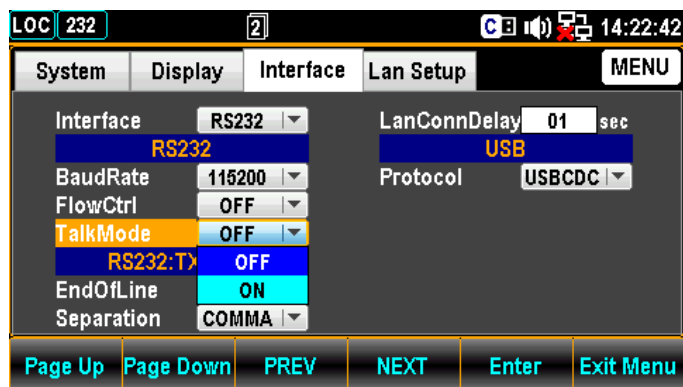 LOC 232 2 C 14:22:42
System Display Interface Lan Setup MENU
Interface RS232 LanConnDelay 01 sec
RS232 USB
BaudRate 115200 Protocol USBCDC
FlowCtrl OFF
TalkMode OFF
RS232:TX OFF
EndOfLine ON
Separation COMMA
Page Up Page Down PREV NEXT Enter Exit Menu